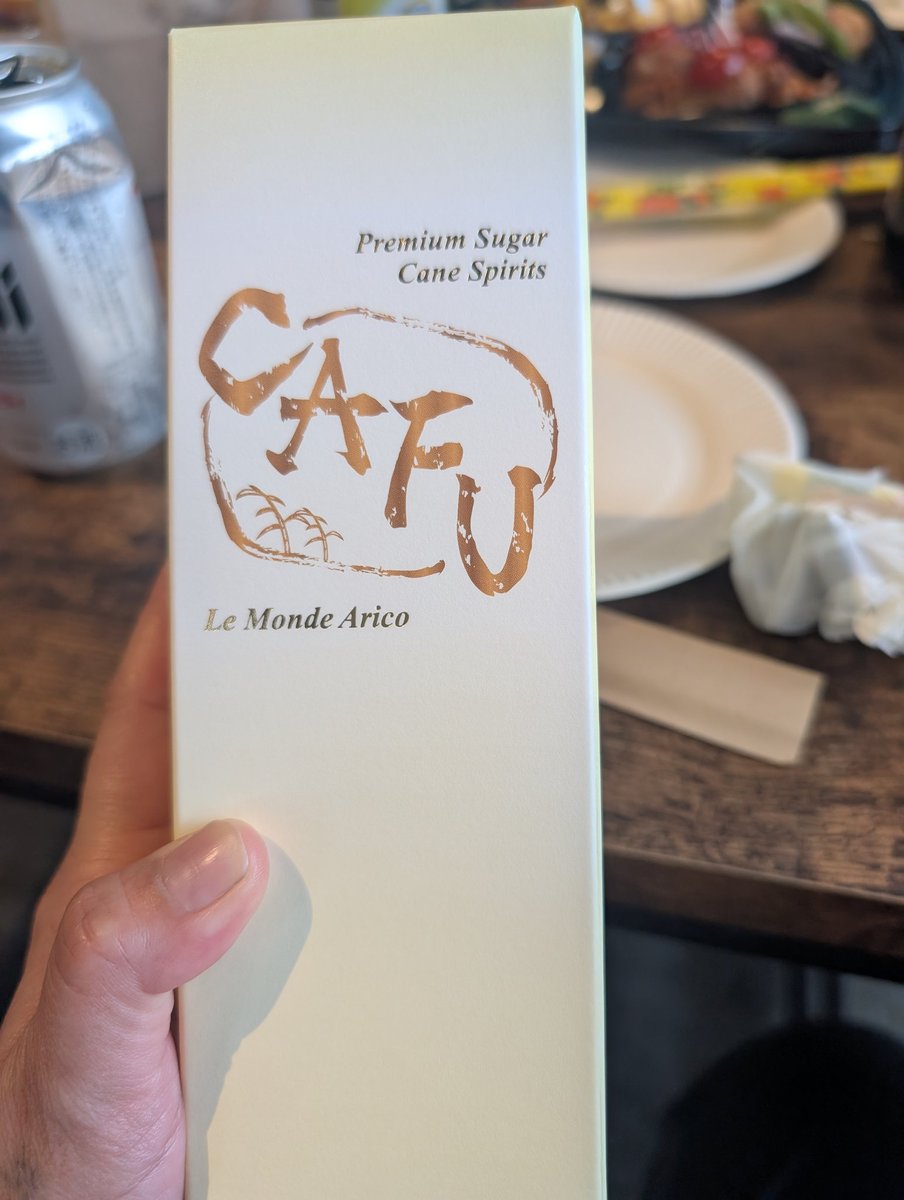 Premium Sugar
Cane Spirits
CAFU
Le Monde Arico